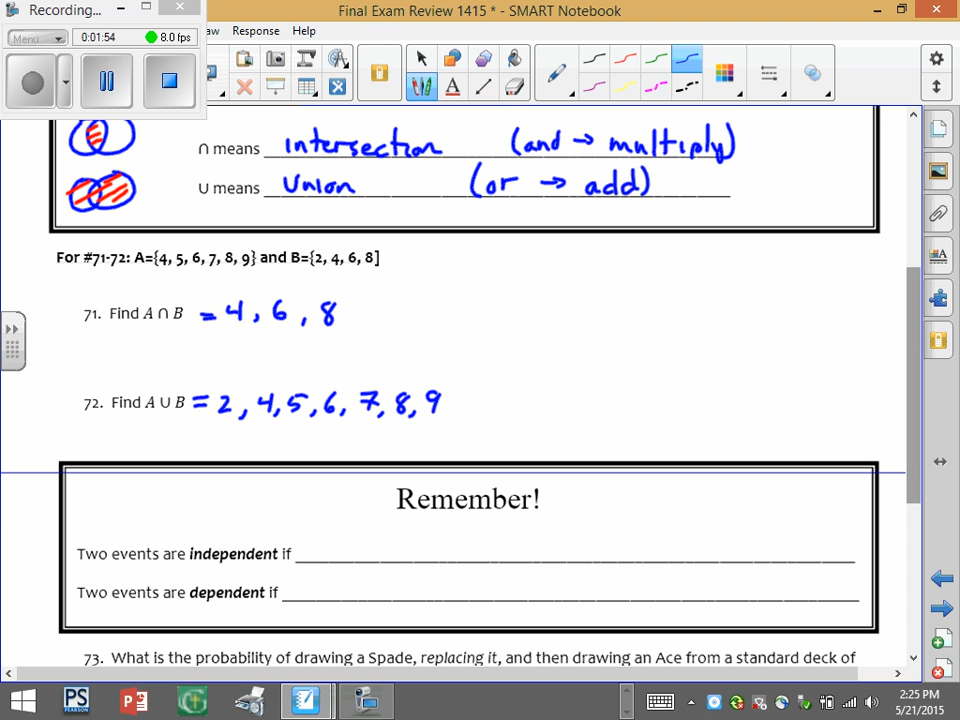 Final Exam Review 1415 * - SMART Notebook
Recording...
Menu
0:01:54
8.0 fps
aw Response Help
∩ means intersection (and → multiply)
∪ means Union (or → add)
For #71-72: A={4, 5, 6, 7, 8, 9} and B={2, 4, 6, 8]
71. Find A ∩ B = 4, 6, 8
72. Find A ∪ B = 2, 4, 5, 6, 7, 8, 9
Remember!
Two events are independent if
Two events are dependent if
73. What is the probability of drawing a Spade, replacing it, and then drawing an Ace from a standard deck of
PS
PEARSON
2:25 PM
5/21/2015